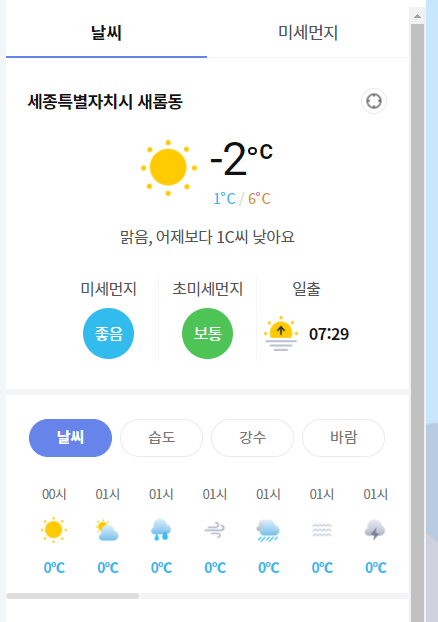 날씨 미세먼지
세종특별자치시 새롬동
-2°C
1°C / 6°C
맑음, 어제보다 1C씨 낮아요
미세먼지 초미세먼지 일출
좋음 보통 07:29
날씨 습도 강수 바람
00시 01시 01시 01시 01시 01시 01시
0°C 0°C 0°C 0°C 0°C 0°C 0°C